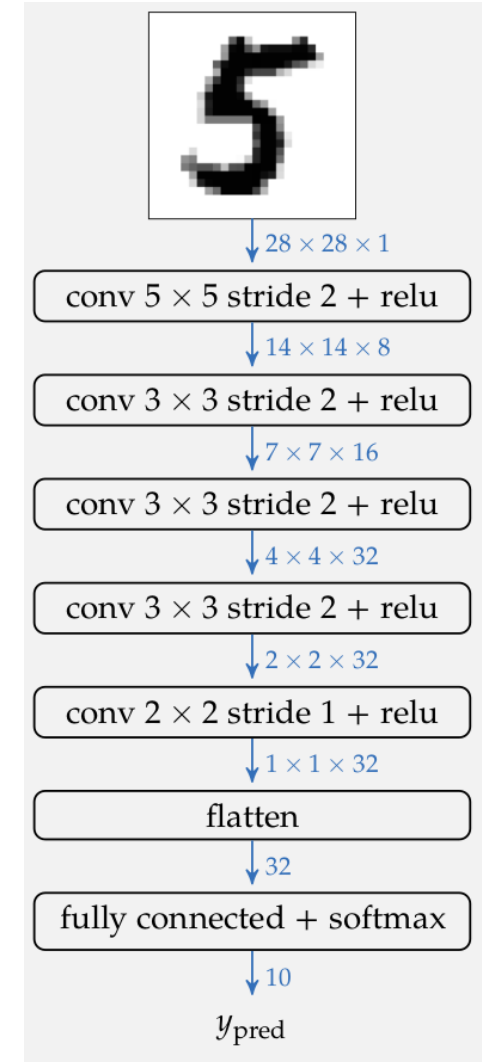 5
28 × 28 × 1
conv 5 × 5 stride 2 + relu
14 × 14 × 8
conv 3 × 3 stride 2 + relu
7 × 7 × 16
conv 3 × 3 stride 2 + relu
4 × 4 × 32
conv 3 × 3 stride 2 + relu
2 × 2 × 32
conv 2 × 2 stride 1 + relu
1 × 1 × 32
flatten
32
fully connected + softmax
10
y_pred